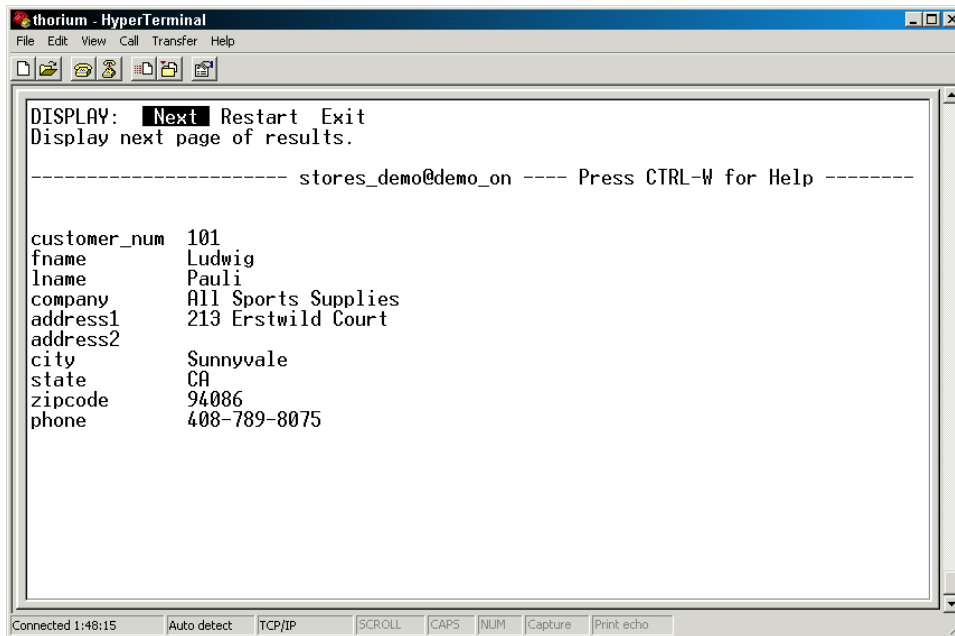 thorium - HyperTerminal
File Edit View Call Transfer Help
DISPLAY: Next Restart Exit
Display next page of results.
----------------------- stores_demo@demo_on ---- Press CTRL-W for Help --------
customer_num 101
fname Ludwig
lname Pauli
company All Sports Supplies
address1 213 Erstwild Court
address2
city Sunnyvale
state CA
zipcode 94086
phone 408-789-8075
Connected 1:48:15 Auto detect TCP/IP SCROLL CAPS NUM Capture Print echo